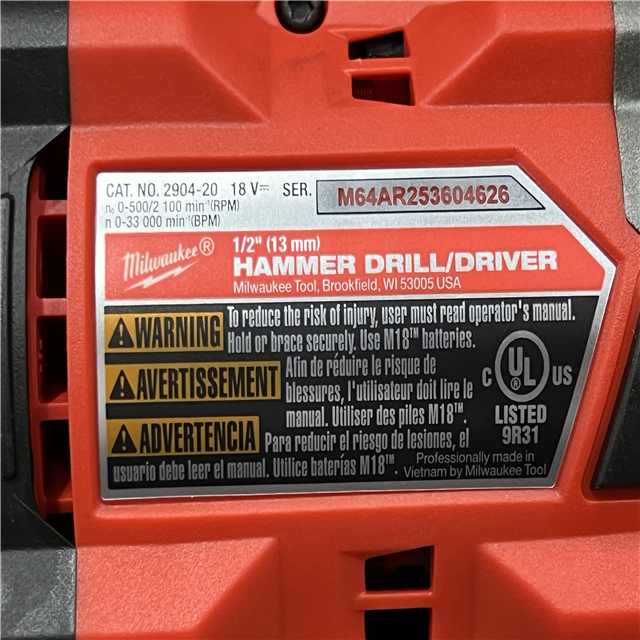 CAT. NO. 2904-20 18 V⎓ SER. M64AR253604626
n₀ 0-500/2 100 min⁻¹(RPM)
n 0-33 000 min⁻¹(BPM)
Milwaukee®
1/2" (13 mm)
HAMMER DRILL/DRIVER
Milwaukee Tool, Brookfield, WI 53005 USA
WARNING To reduce the risk of injury, user must read operator's manual.
Hold or brace securely. Use M18™ batteries.
AVERTISSEMENT Afin de réduire le risque de
blessures, l'utilisateur doit lire le
manual. Utiliser des piles M18™.
ADVERTENCIA Para reducir el riesgo de lesiones, el
usuario debe leer el manual. Utilice baterías M18™.
C UL® US
LISTED
9R31
Professionally made in
Vietnam by Milwaukee Tool